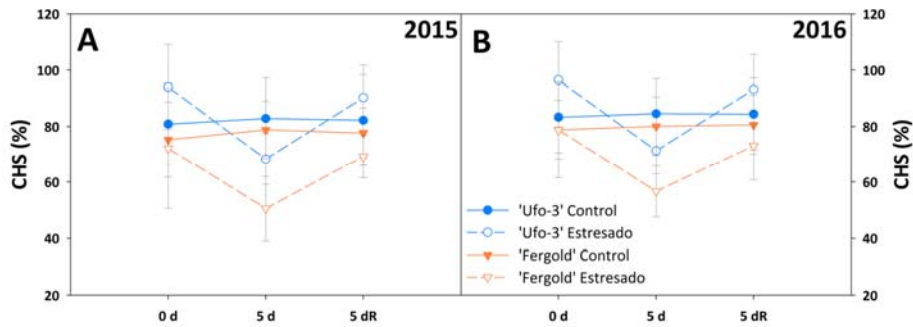 A
2015
B
2016
CHS (%)
120
100
80
60
40
20
120
100
80
60
40
20
CHS (%)
'Ufo-3' Control
'Ufo-3' Estresado
'Fergold' Control
'Fergold' Estresado
0 d
5 d
5 dR
0 d
5 d
5 dR